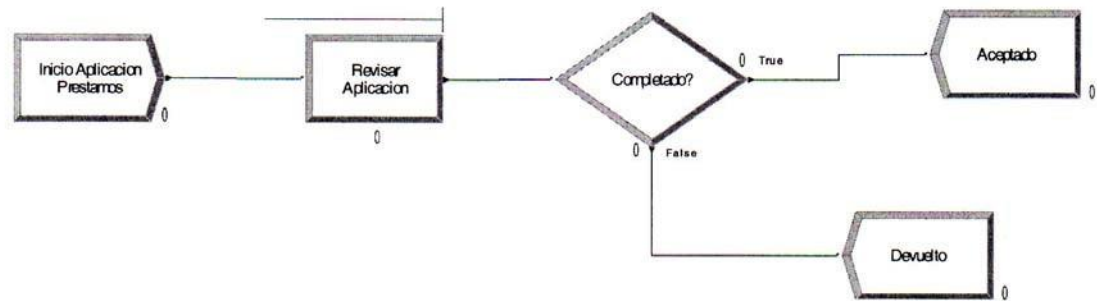 Inicio Aplicacion
Prestamos
0
Revisar
Aplicacion
0
Completado?
0 True
0 False
Aceptado
0
Devuelto
0